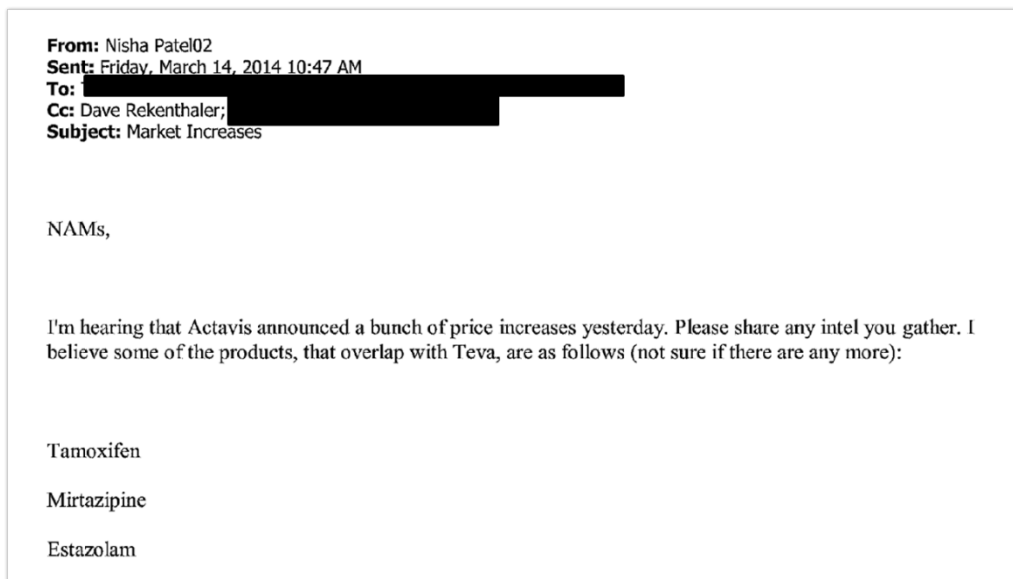 From: Nisha Patel02
Sent: Friday, March 14, 2014 10:47 AM
To:
Cc: Dave Rekenthaler;
Subject: Market Increases
NAMs,
I'm hearing that Actavis announced a bunch of price increases yesterday. Please share any intel you gather. I
believe some of the products, that overlap with Teva, are as follows (not sure if there are any more):
Tamoxifen
Mirtazipine
Estazolam